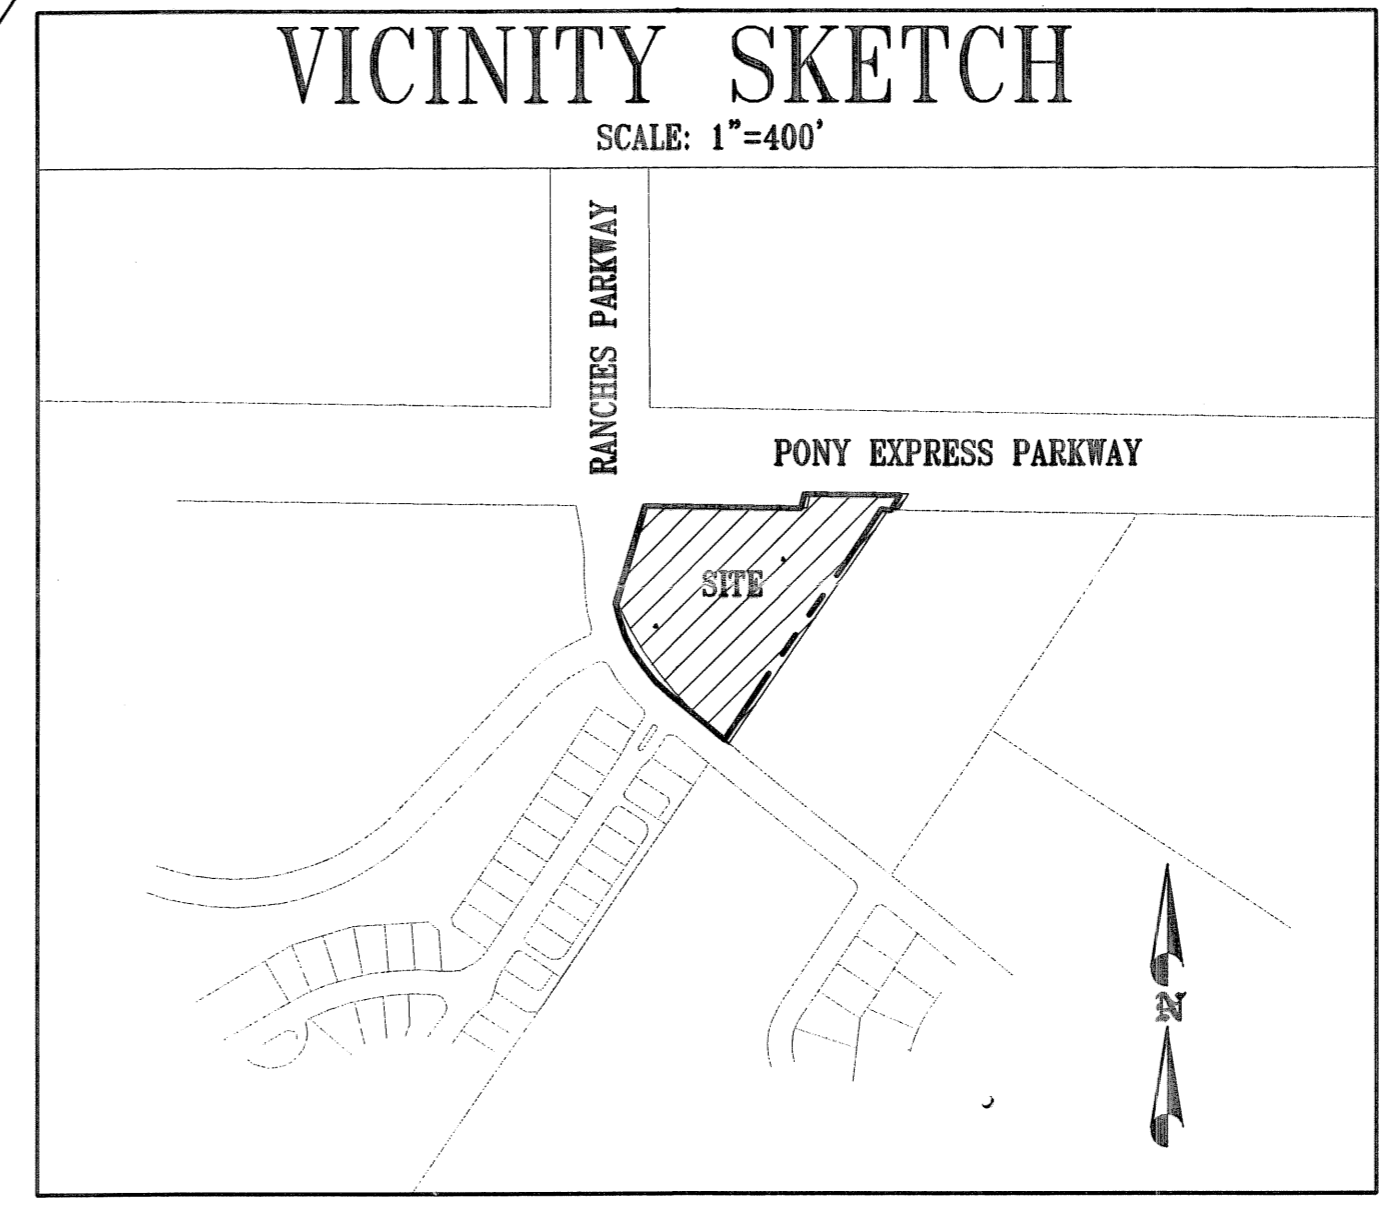 VICINITY SKETCH
SCALE: 1"=400'
RANCHES PARKWAY
PONY EXPRESS PARKWAY
SITE
N